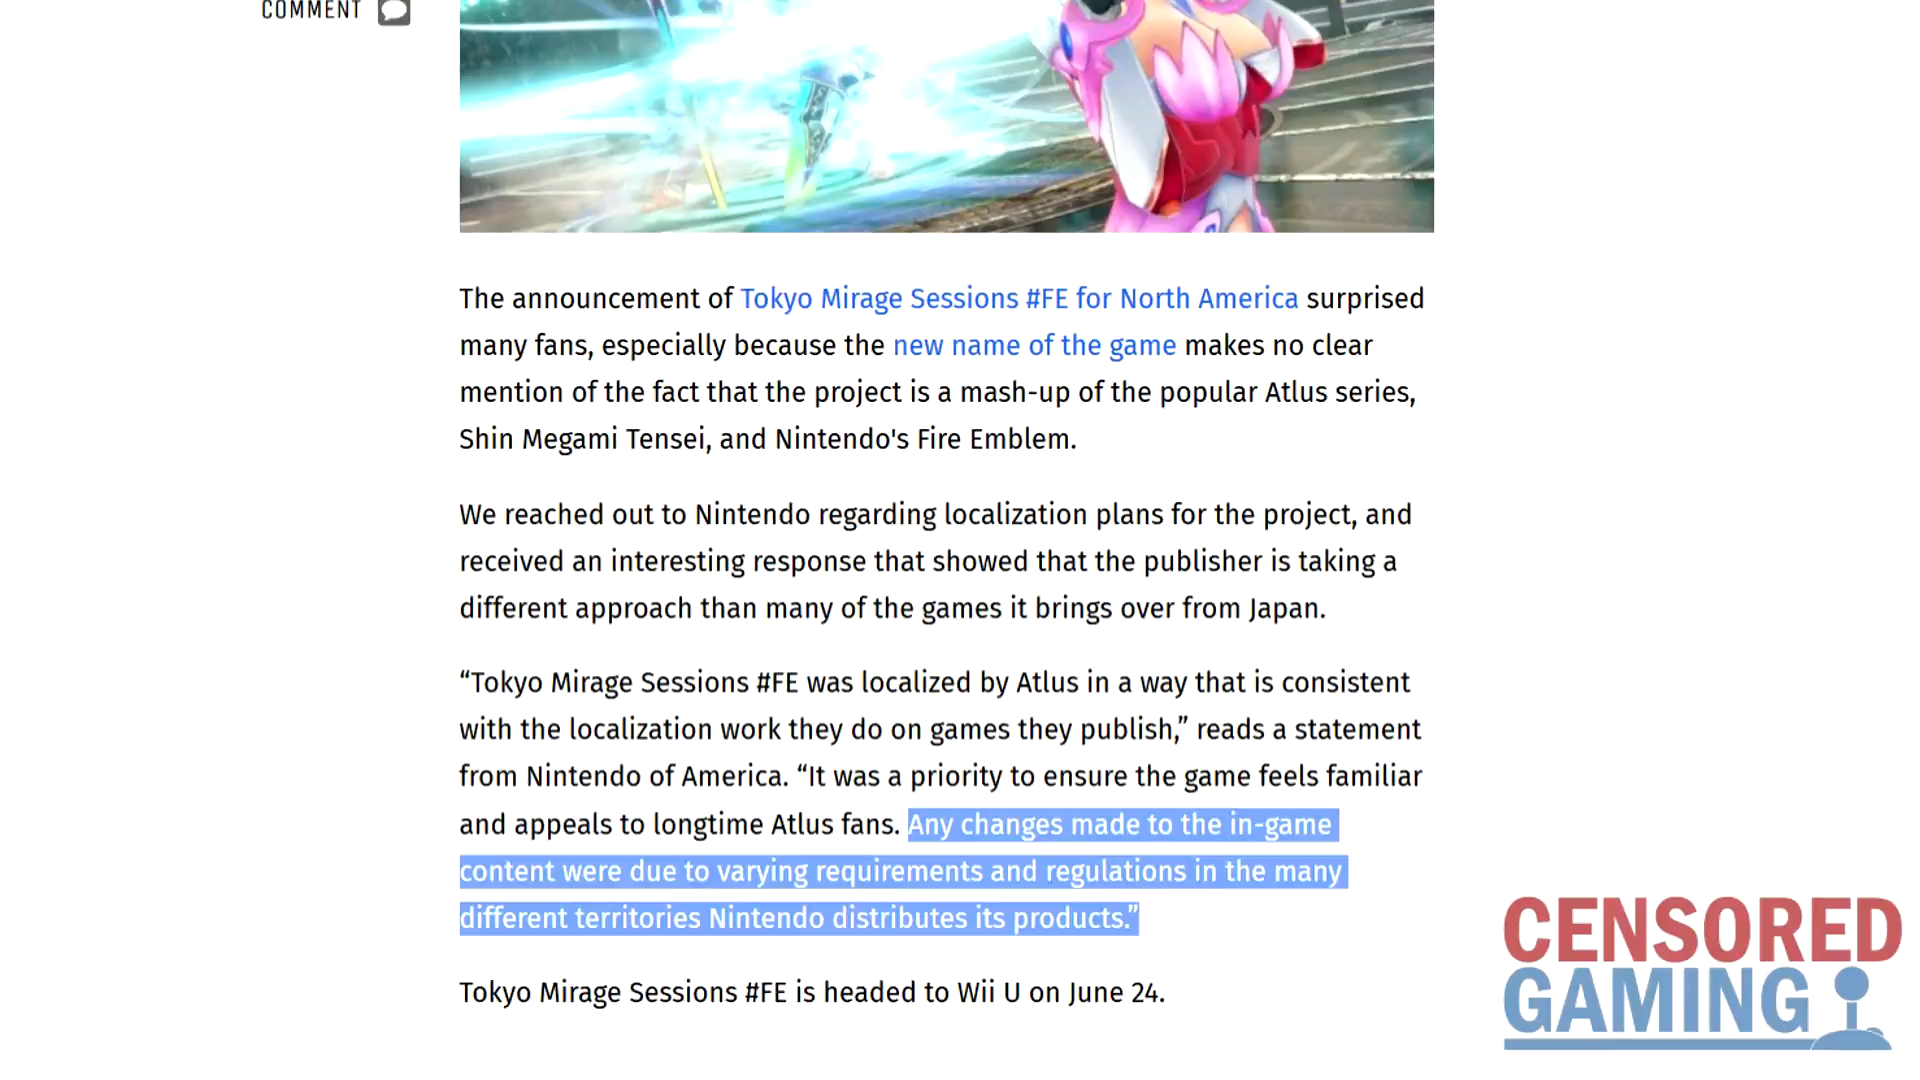 COMMENT
The announcement of Tokyo Mirage Sessions #FE for North America surprised
many fans, especially because the new name of the game makes no clear
mention of the fact that the project is a mash-up of the popular Atlus series,
Shin Megami Tensei, and Nintendo's Fire Emblem.
We reached out to Nintendo regarding localization plans for the project, and
received an interesting response that showed that the publisher is taking a
different approach than many of the games it brings over from Japan.
“Tokyo Mirage Sessions #FE was localized by Atlus in a way that is consistent
with the localization work they do on games they publish,” reads a statement
from Nintendo of America. “It was a priority to ensure the game feels familiar
and appeals to longtime Atlus fans. Any changes made to the in-game
content were due to varying requirements and regulations in the many
different territories Nintendo distributes its products.”
Tokyo Mirage Sessions #FE is headed to Wii U on June 24.
CENSORED
GAMING